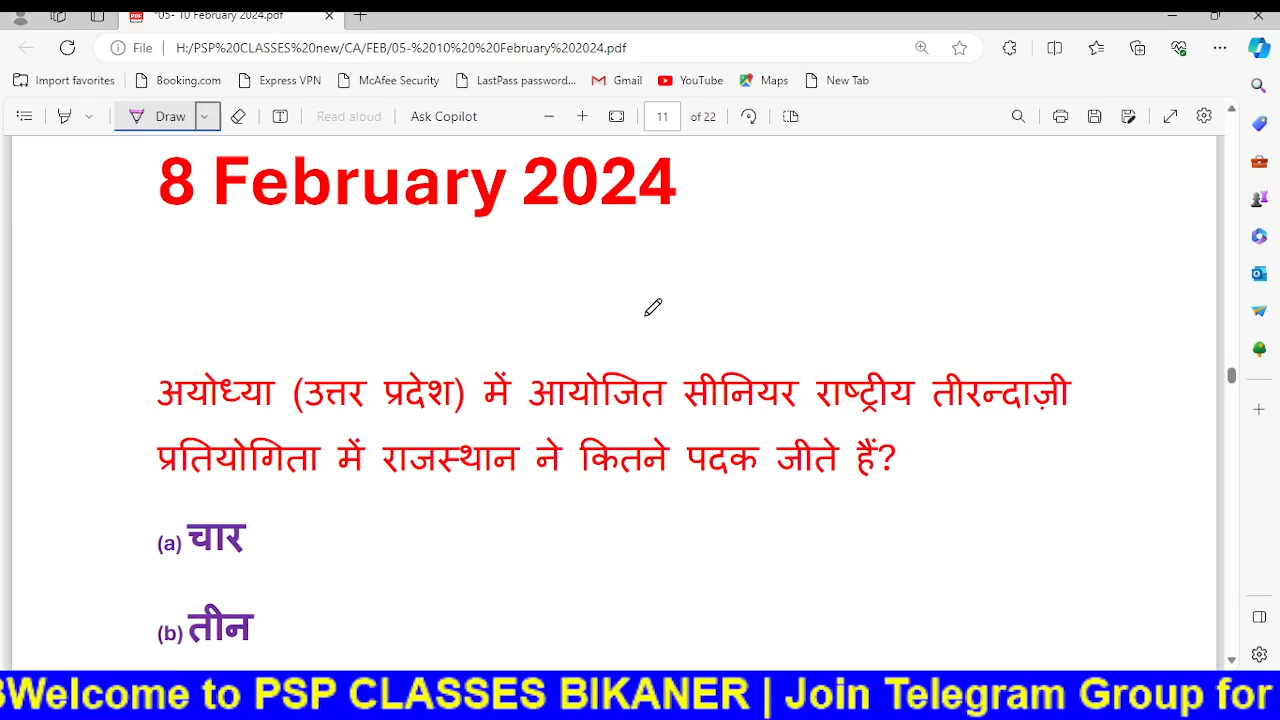 *05- 10 February 2024.pdf
File
H:/PSP%20CLASSES%20new/CA/FEB/05-%2010%20%20February/%202024.pdf
Import favorites Booking.com Express VPN McAfee Security LastPass password... Gmail YouTube Maps New Tab
Draw Read aloud Ask Copilot 11 of 22
8 February 2024
अयोध्या (उत्तर प्रदेश) में आयोजित सीनियर राष्ट्रीय तीरन्दाज़ी
प्रतियोगिता में राजस्थान ने कितने पदक जीते हैं?
(a) चार
(b) तीन
Welcome to PSP CLASSES BIKANER | Join Telegram Group for